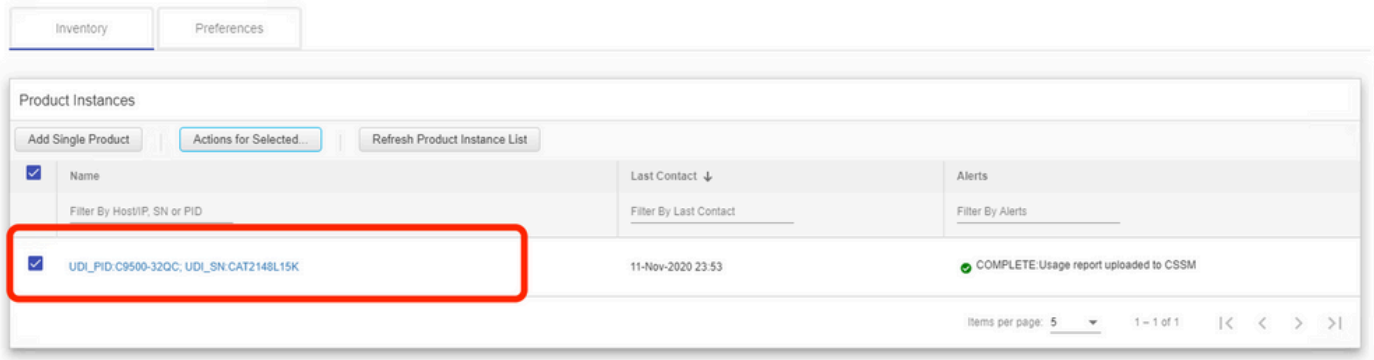 Inventory Preferences
Product Instances
Add Single Product Actions for Selected... Refresh Product Instance List
Name Last Contact Alerts
Filter By Host/IP, SN or PID Filter By Last Contact Filter By Alerts
UDI_PID:C9500-32QC; UDI_SN:CAT2148L15K 11-Nov-2020 23:53 COMPLETE:Usage report uploaded to CSSM
Items per page: 5 1 – 1 of 1